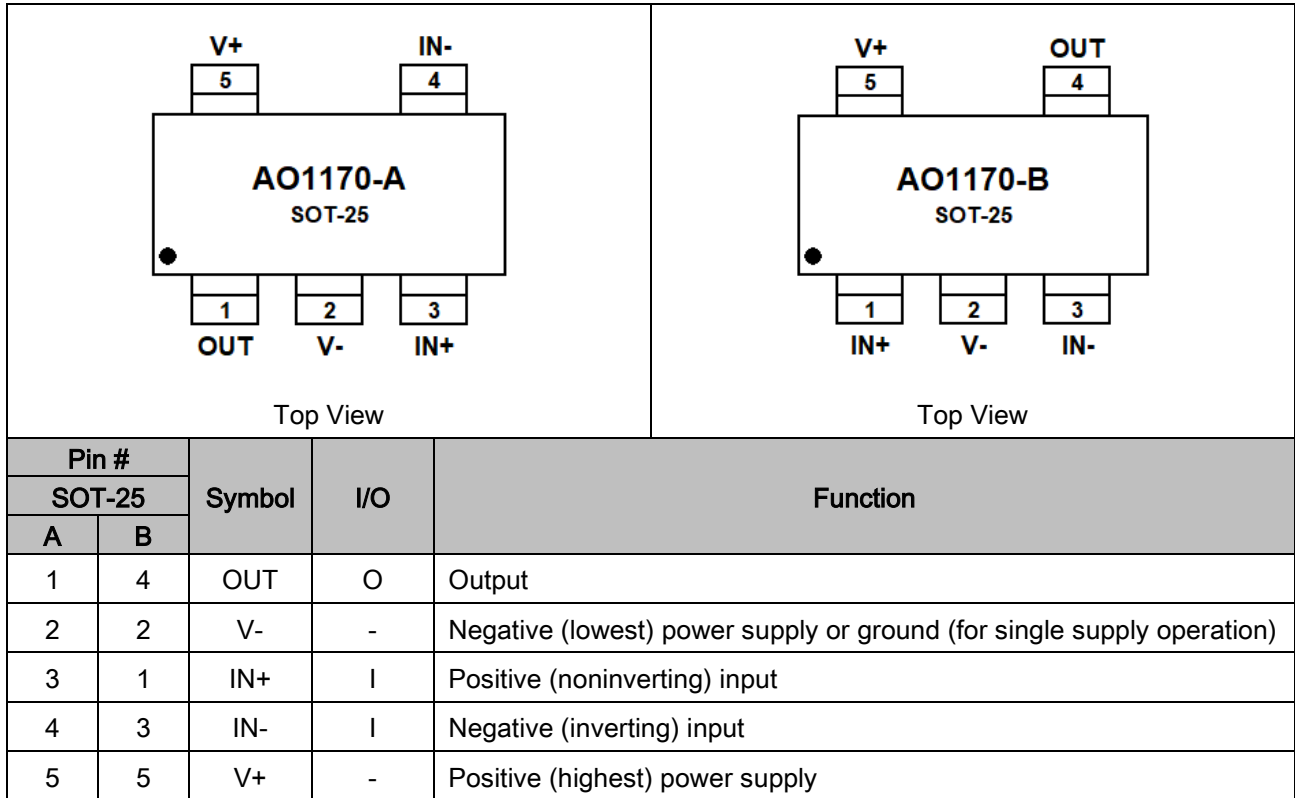 V+ IN-
5 4
AO1170-A
SOT-25
1 2 3
OUT V- IN+
Top View
V+ OUT
5 4
AO1170-B
SOT-25
1 2 3
IN+ V- IN-
Top View
Pin # Symbol I/O Function
SOT-25
A B
1 4 OUT O Output
2 2 V- - Negative (lowest) power supply or ground (for single supply operation)
3 1 IN+ I Positive (noninverting) input
4 3 IN- I Negative (inverting) input
5 5 V+ - Positive (highest) power supply